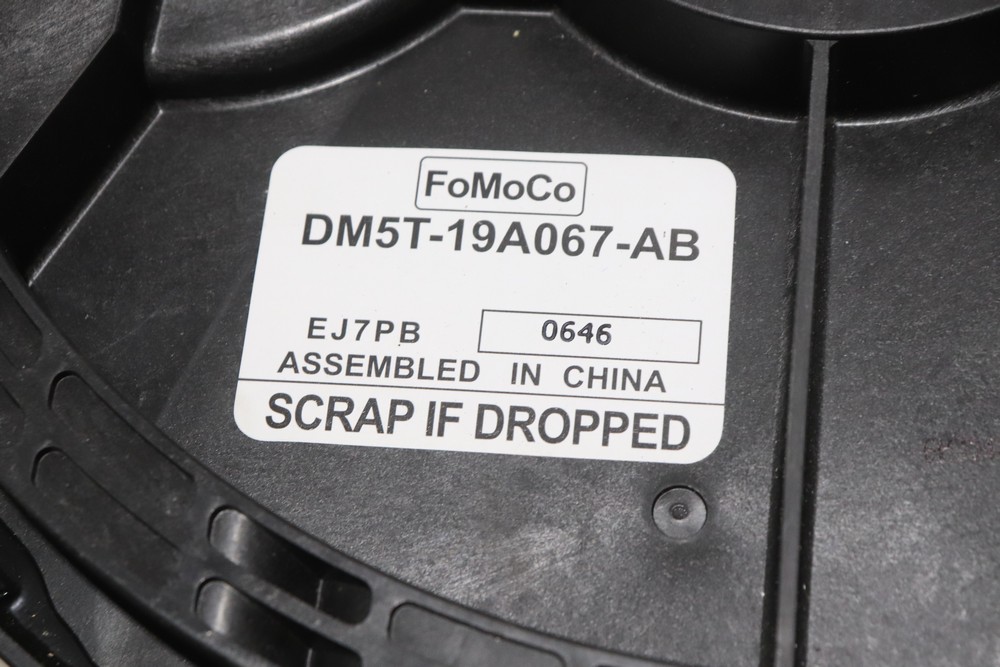 FoMoCo
DM5T-19A067-AB
EJ7PB 0646
ASSEMBLED IN CHINA
SCRAP IF DROPPED